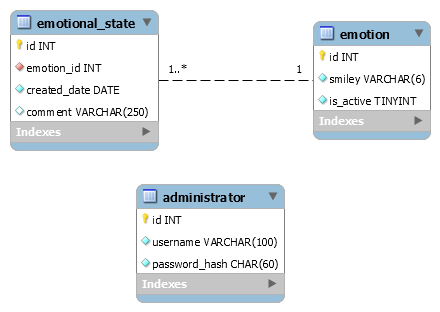 emotional_state
id INT
emotion_id INT
created_date DATE
comment VARCHAR(250)
Indexes
1..*
1
emotion
id INT
smiley VARCHAR(6)
is_active TINYINT
Indexes
administrator
id INT
username VARCHAR(100)
password_hash CHAR(60)
Indexes